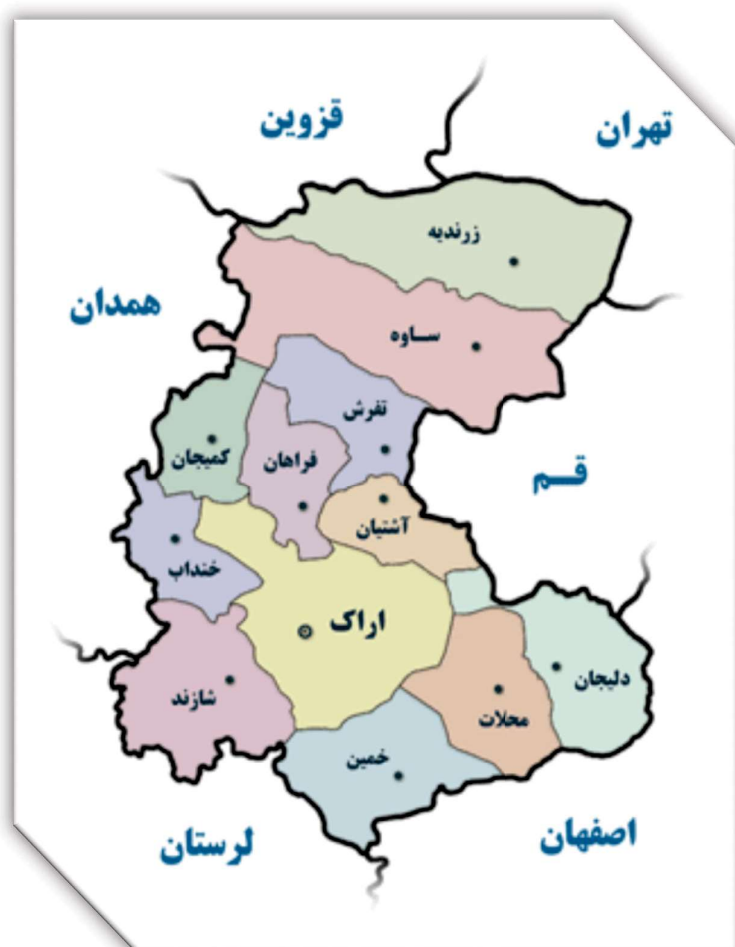 قزوین
تهران
زرندیه
همدان
ساوه
تفرش
کمیجان
فراهان
قم
آشتیان
خنداب
اراک
دلیجان
شازند
محلات
خمین
لرستان
اصفهان